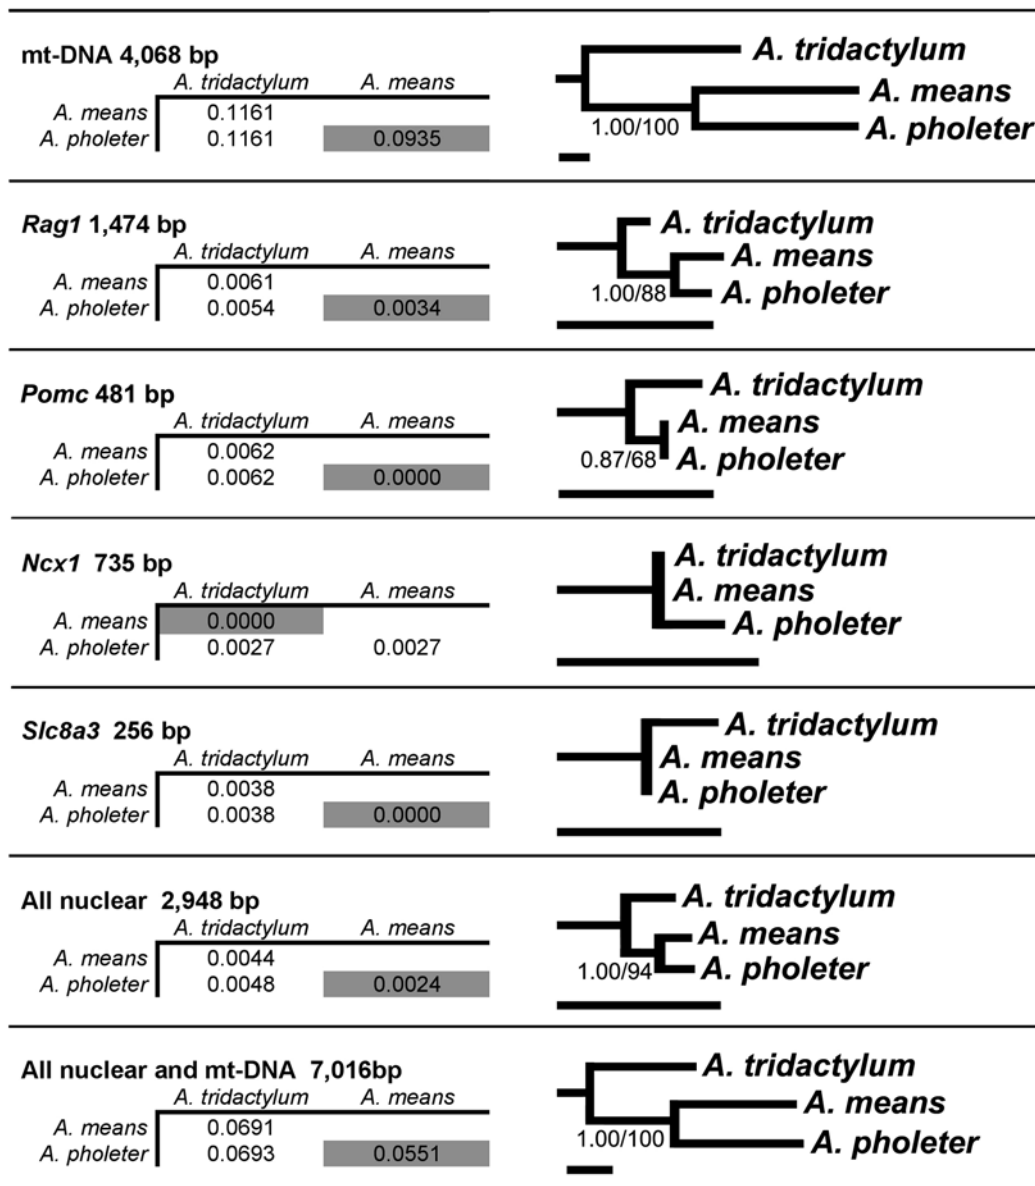 mt-DNA 4,068 bp
A. tridactylum A. means
A. means 0.1161
A. pholeter 0.1161 0.0935
A. tridactylum
A. means
A. pholeter
1.00/100
Rag1 1,474 bp
A. tridactylum A. means
A. means 0.0061
A. pholeter 0.0054 0.0034
A. tridactylum
A. means
A. pholeter
1.00/88
Pomc 481 bp
A. tridactylum A. means
A. means 0.0062
A. pholeter 0.0062 0.0000
A. tridactylum
A. means
A. pholeter
0.87/68
Ncx1 735 bp
A. tridactylum A. means
A. means 0.0000
A. pholeter 0.0027 0.0027
A. tridactylum
A. means
A. pholeter
Slc8a3 256 bp
A. tridactylum A. means
A. means 0.0038
A. pholeter 0.0038 0.0000
A. tridactylum
A. means
A. pholeter
All nuclear 2,948 bp
A. tridactylum A. means
A. means 0.0044
A. pholeter 0.0048 0.0024
A. tridactylum
A. means
A. pholeter
1.00/94
All nuclear and mt-DNA 7,016bp
A. tridactylum A. means
A. means 0.0691
A. pholeter 0.0693 0.0551
A. tridactylum
A. means
A. pholeter
1.00/100